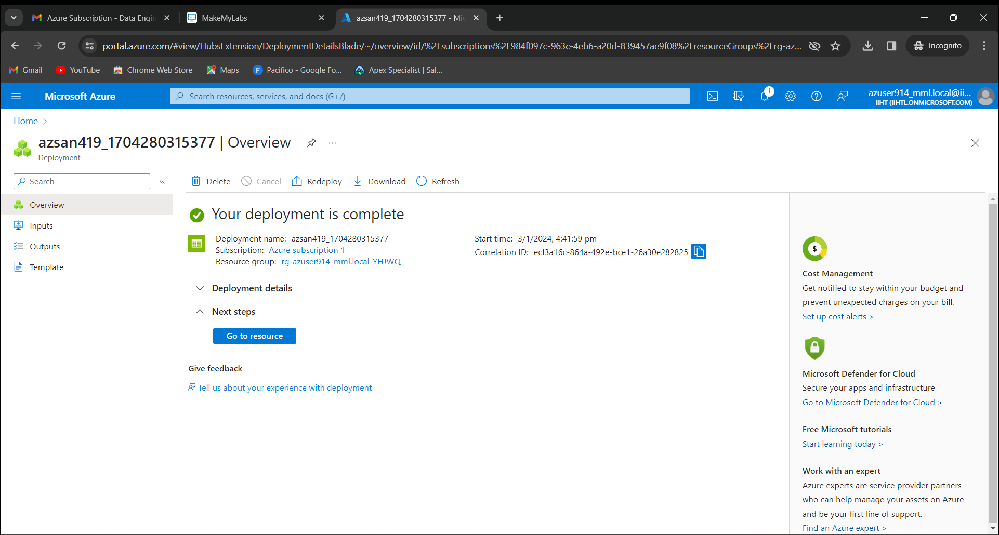 Azure Subscription - Data Engin
MakeMyLabs
azsan419_1704280315377 - Mic
portal.azure.com/#view/HubsExtension/DeploymentDetailsBlade/~/overview/id/%2Fsubscriptions%2F984f097c-963c-4eb6-a20d-839457ae9f08%2FresourceGroups%2Frg-az...
Incognito
Gmail
YouTube
Chrome Web Store
Maps
Pacifico - Google Fo...
Apex Specialist | Sal...
Microsoft Azure
Search resources, services, and docs (G+/)
1
azuser914_mml.local@ii...
IIHT (IIHTL.ONMICROSOFT.COM)
Home
azsan419_1704280315377 | Overview
Deployment
Search
Delete
Cancel
Redeploy
Download
Refresh
Overview
Inputs
Outputs
Template
Your deployment is complete
Deployment name: azsan419_1704280315377
Subscription: Azure subscription 1
Resource group: rg-azuser914_mml.local-YHJWQ
Start time: 3/1/2024, 4:41:59 pm
Correlation ID: ecf3a16c-864a-492e-bce1-26a30e282825
Deployment details
Next steps
Go to resource
Give feedback
Tell us about your experience with deployment
$
Cost Management
Get notified to stay within your budget and
prevent unexpected charges on your bill.
Set up cost alerts >
Microsoft Defender for Cloud
Secure your apps and infrastructure
Go to Microsoft Defender for Cloud >
Free Microsoft tutorials
Start learning today >
Work with an expert
Azure experts are service provider partners
who can help manage your assets on Azure
and be your first line of support.
Find an Azure expert >